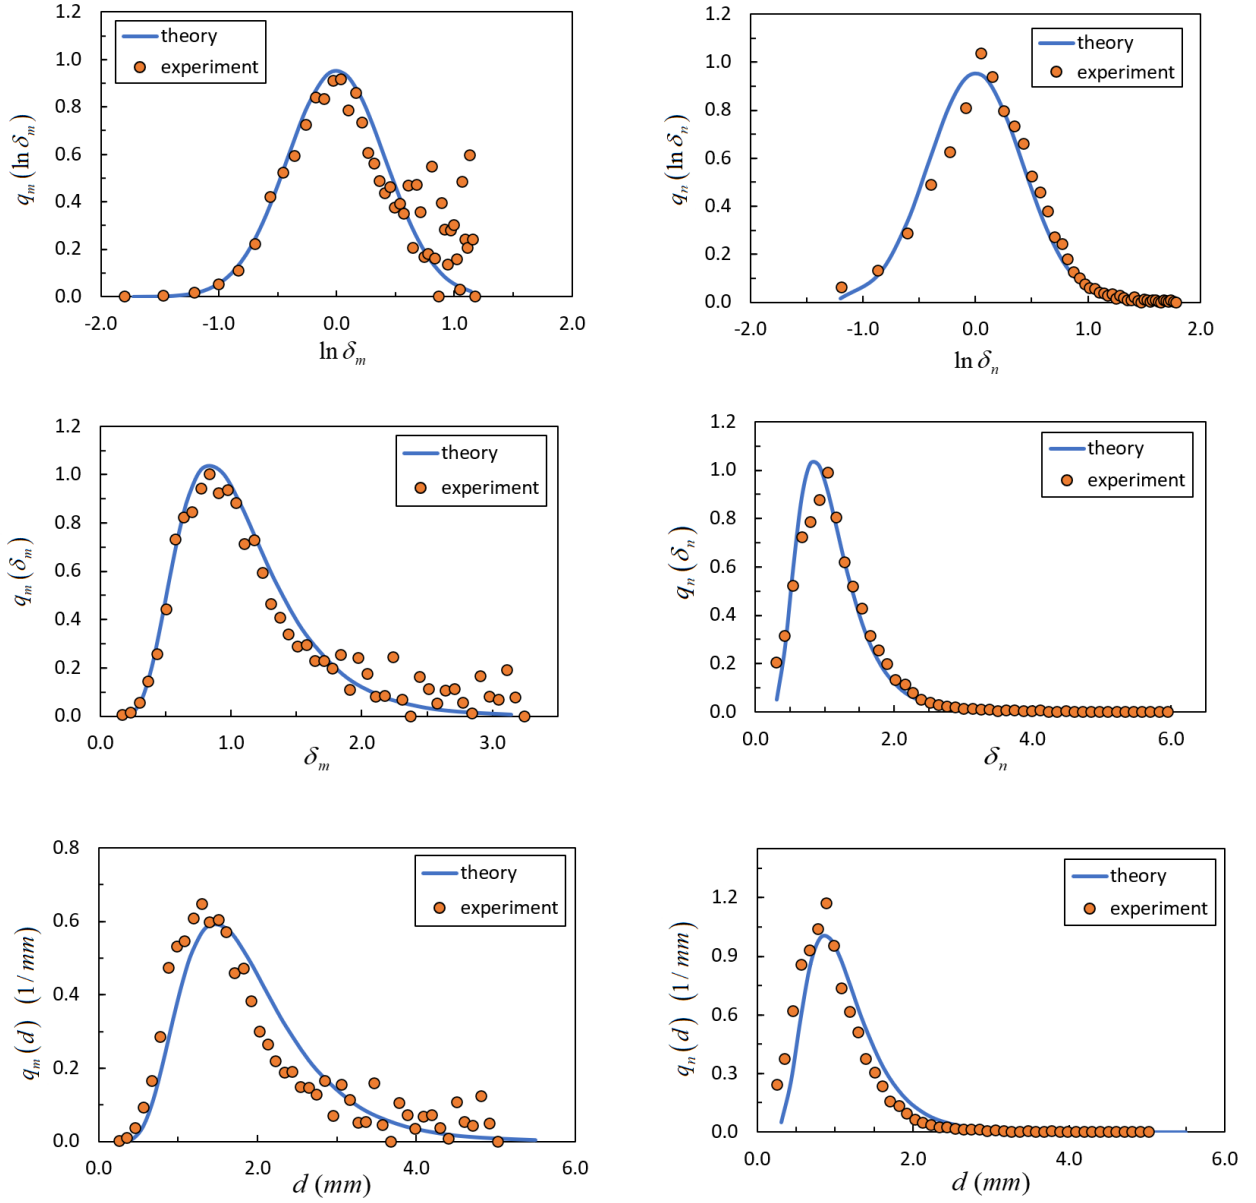 1.2
1.0
0.8
0.6
0.4
0.2
0.0
-2.0 -1.0 0.0 1.0 2.0
q_m (ln δ_m)
ln δ_m
theory
experiment
1.2
1.0
0.8
0.6
0.4
0.2
0.0
-2.0 -1.0 0.0 1.0 2.0
q_n (ln δ_n)
ln δ_n
theory
experiment
1.2
1.0
0.8
0.6
0.4
0.2
0.0
0.0 1.0 2.0 3.0
q_m (δ_m)
δ_m
theory
experiment
1.2
1.0
0.8
0.6
0.4
0.2
0.0
0.0 2.0 4.0 6.0
q_n (δ_n)
δ_n
theory
experiment
0.8
0.6
0.4
0.2
0.0
0.0 2.0 4.0 6.0
q_m (d) (1/mm)
d (mm)
theory
experiment
1.2
0.9
0.6
0.3
0.0
0.0 2.0 4.0 6.0
q_n (d) (1/mm)
d (mm)
theory
experiment